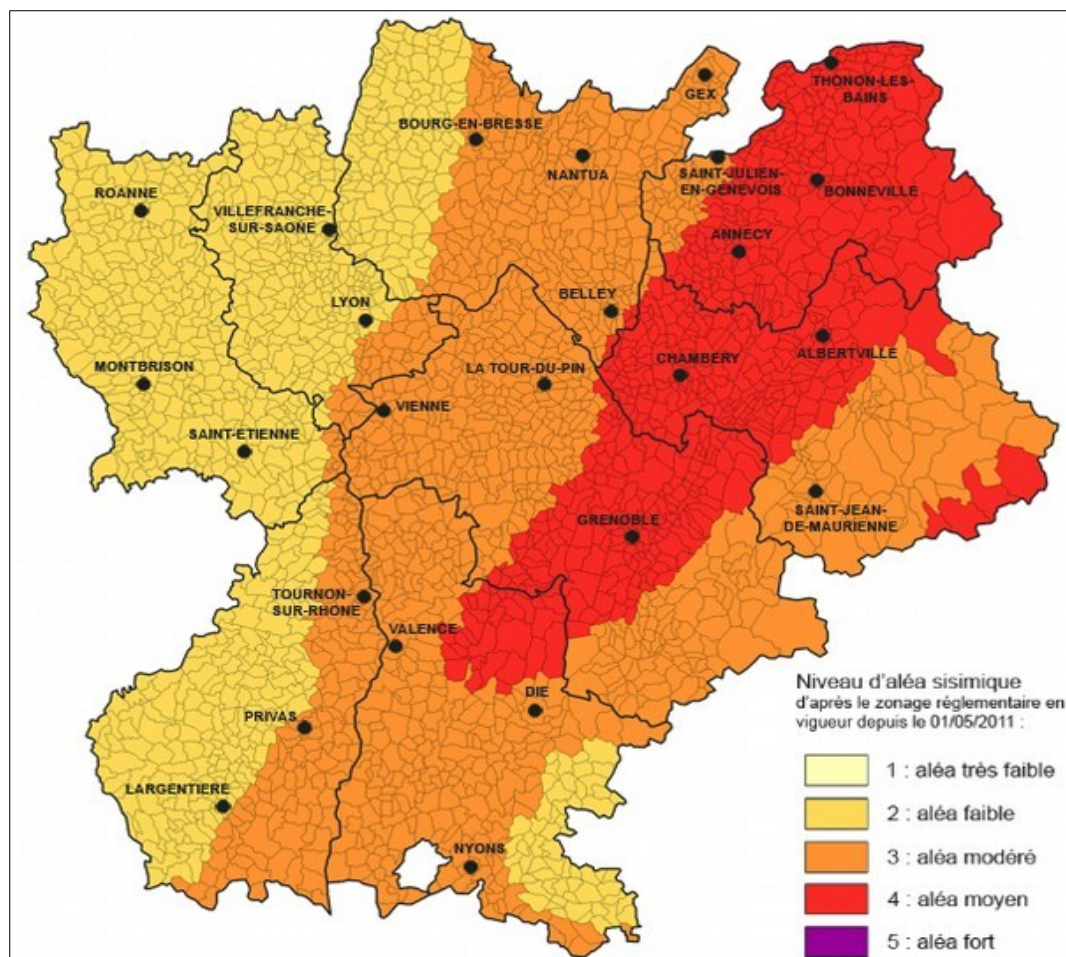 THONON-LES-
BAINS
GEX
BOURG-EN-BRESSE
NANTUA
SAINT-JULIEN-
EN-GENEVOIS
BONNEVILLE
ROANNE
VILLEFRANCHE-
SUR-SAONE
ANNECY
LYON
BELLEY
MONTBRISON
LA TOUR-DU-PIN
CHAMBERY
ALBERTVILLE
VIENNE
SAINT-ETIENNE
GRENOBLE
SAINT-JEAN-
DE-MAURIENNE
TOURNON-
SUR-RHONE
VALENCE
DIE
PRIVAS
LARGENTIERE
NYONS
Niveau d'aléa sisimique
d'après le zonage réglementaire en
vigueur depuis le 01/05/2011 :
1 : aléa très faible
2 : aléa faible
3 : aléa modéré
4 : aléa moyen
5 : aléa fort